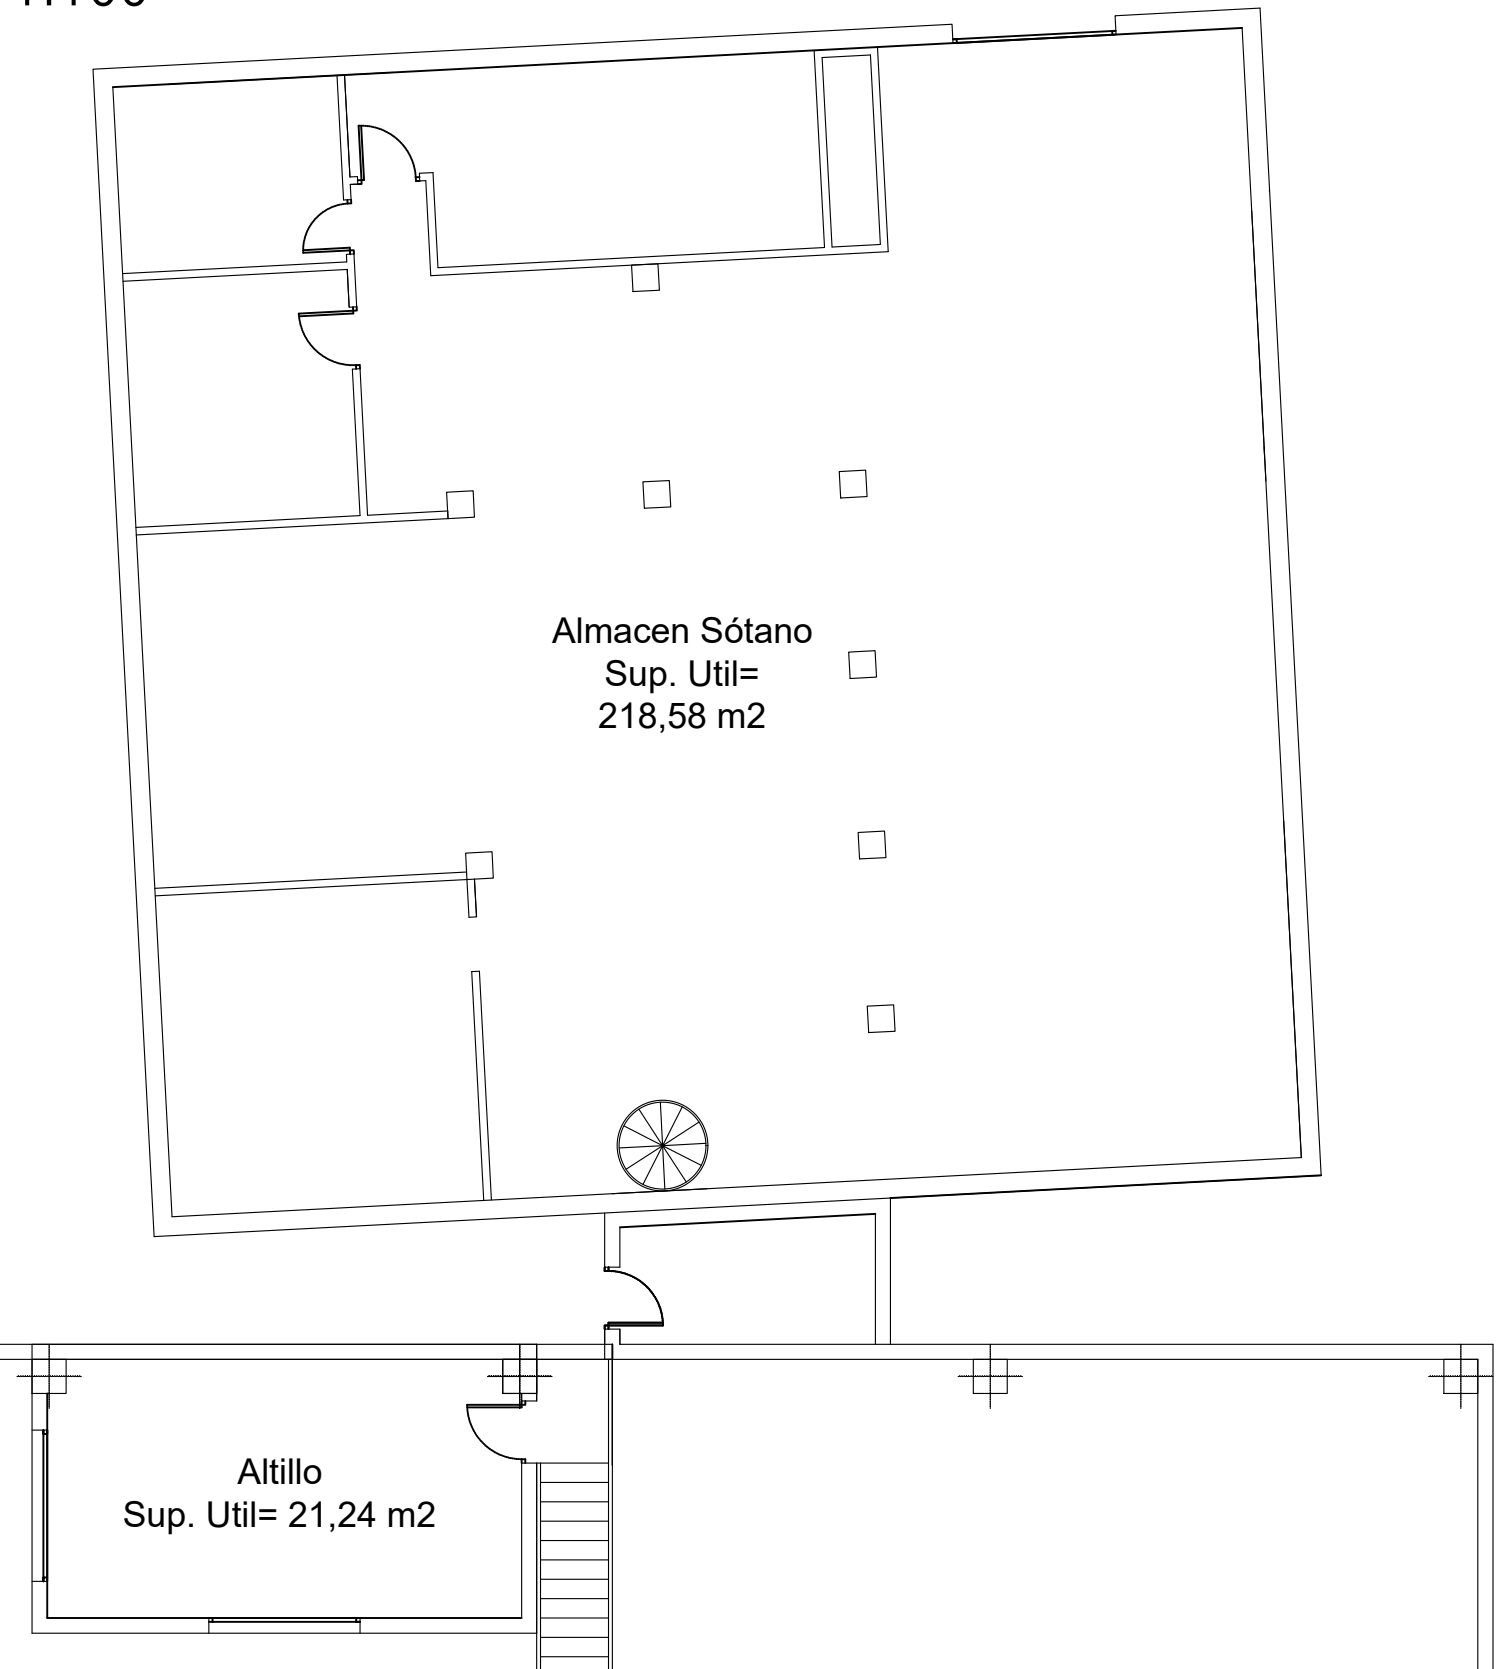 Almacen Sótano
Sup. Util=
218,58 m2
Altillo
Sup. Util= 21,24 m2